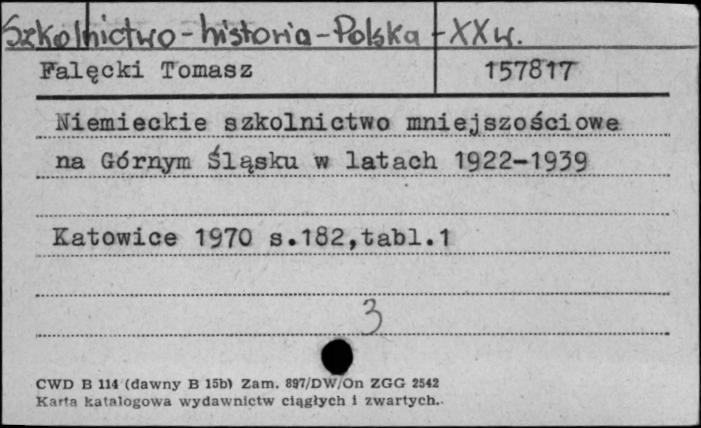 Szkolnictwo - historia - Polska - XX w.
Falęcki Tomasz 157817
Niemieckie szkolnictwo mniejszościowe
na Górnym Śląsku w latach 1922-1939
Katowice 1970 s.182,tabl.1
3
CWD B 114 (dawny B 15b) Zam. 897/DW/On ZGG 2542
Karta katalogowa wydawnictw ciągłych i zwartych.